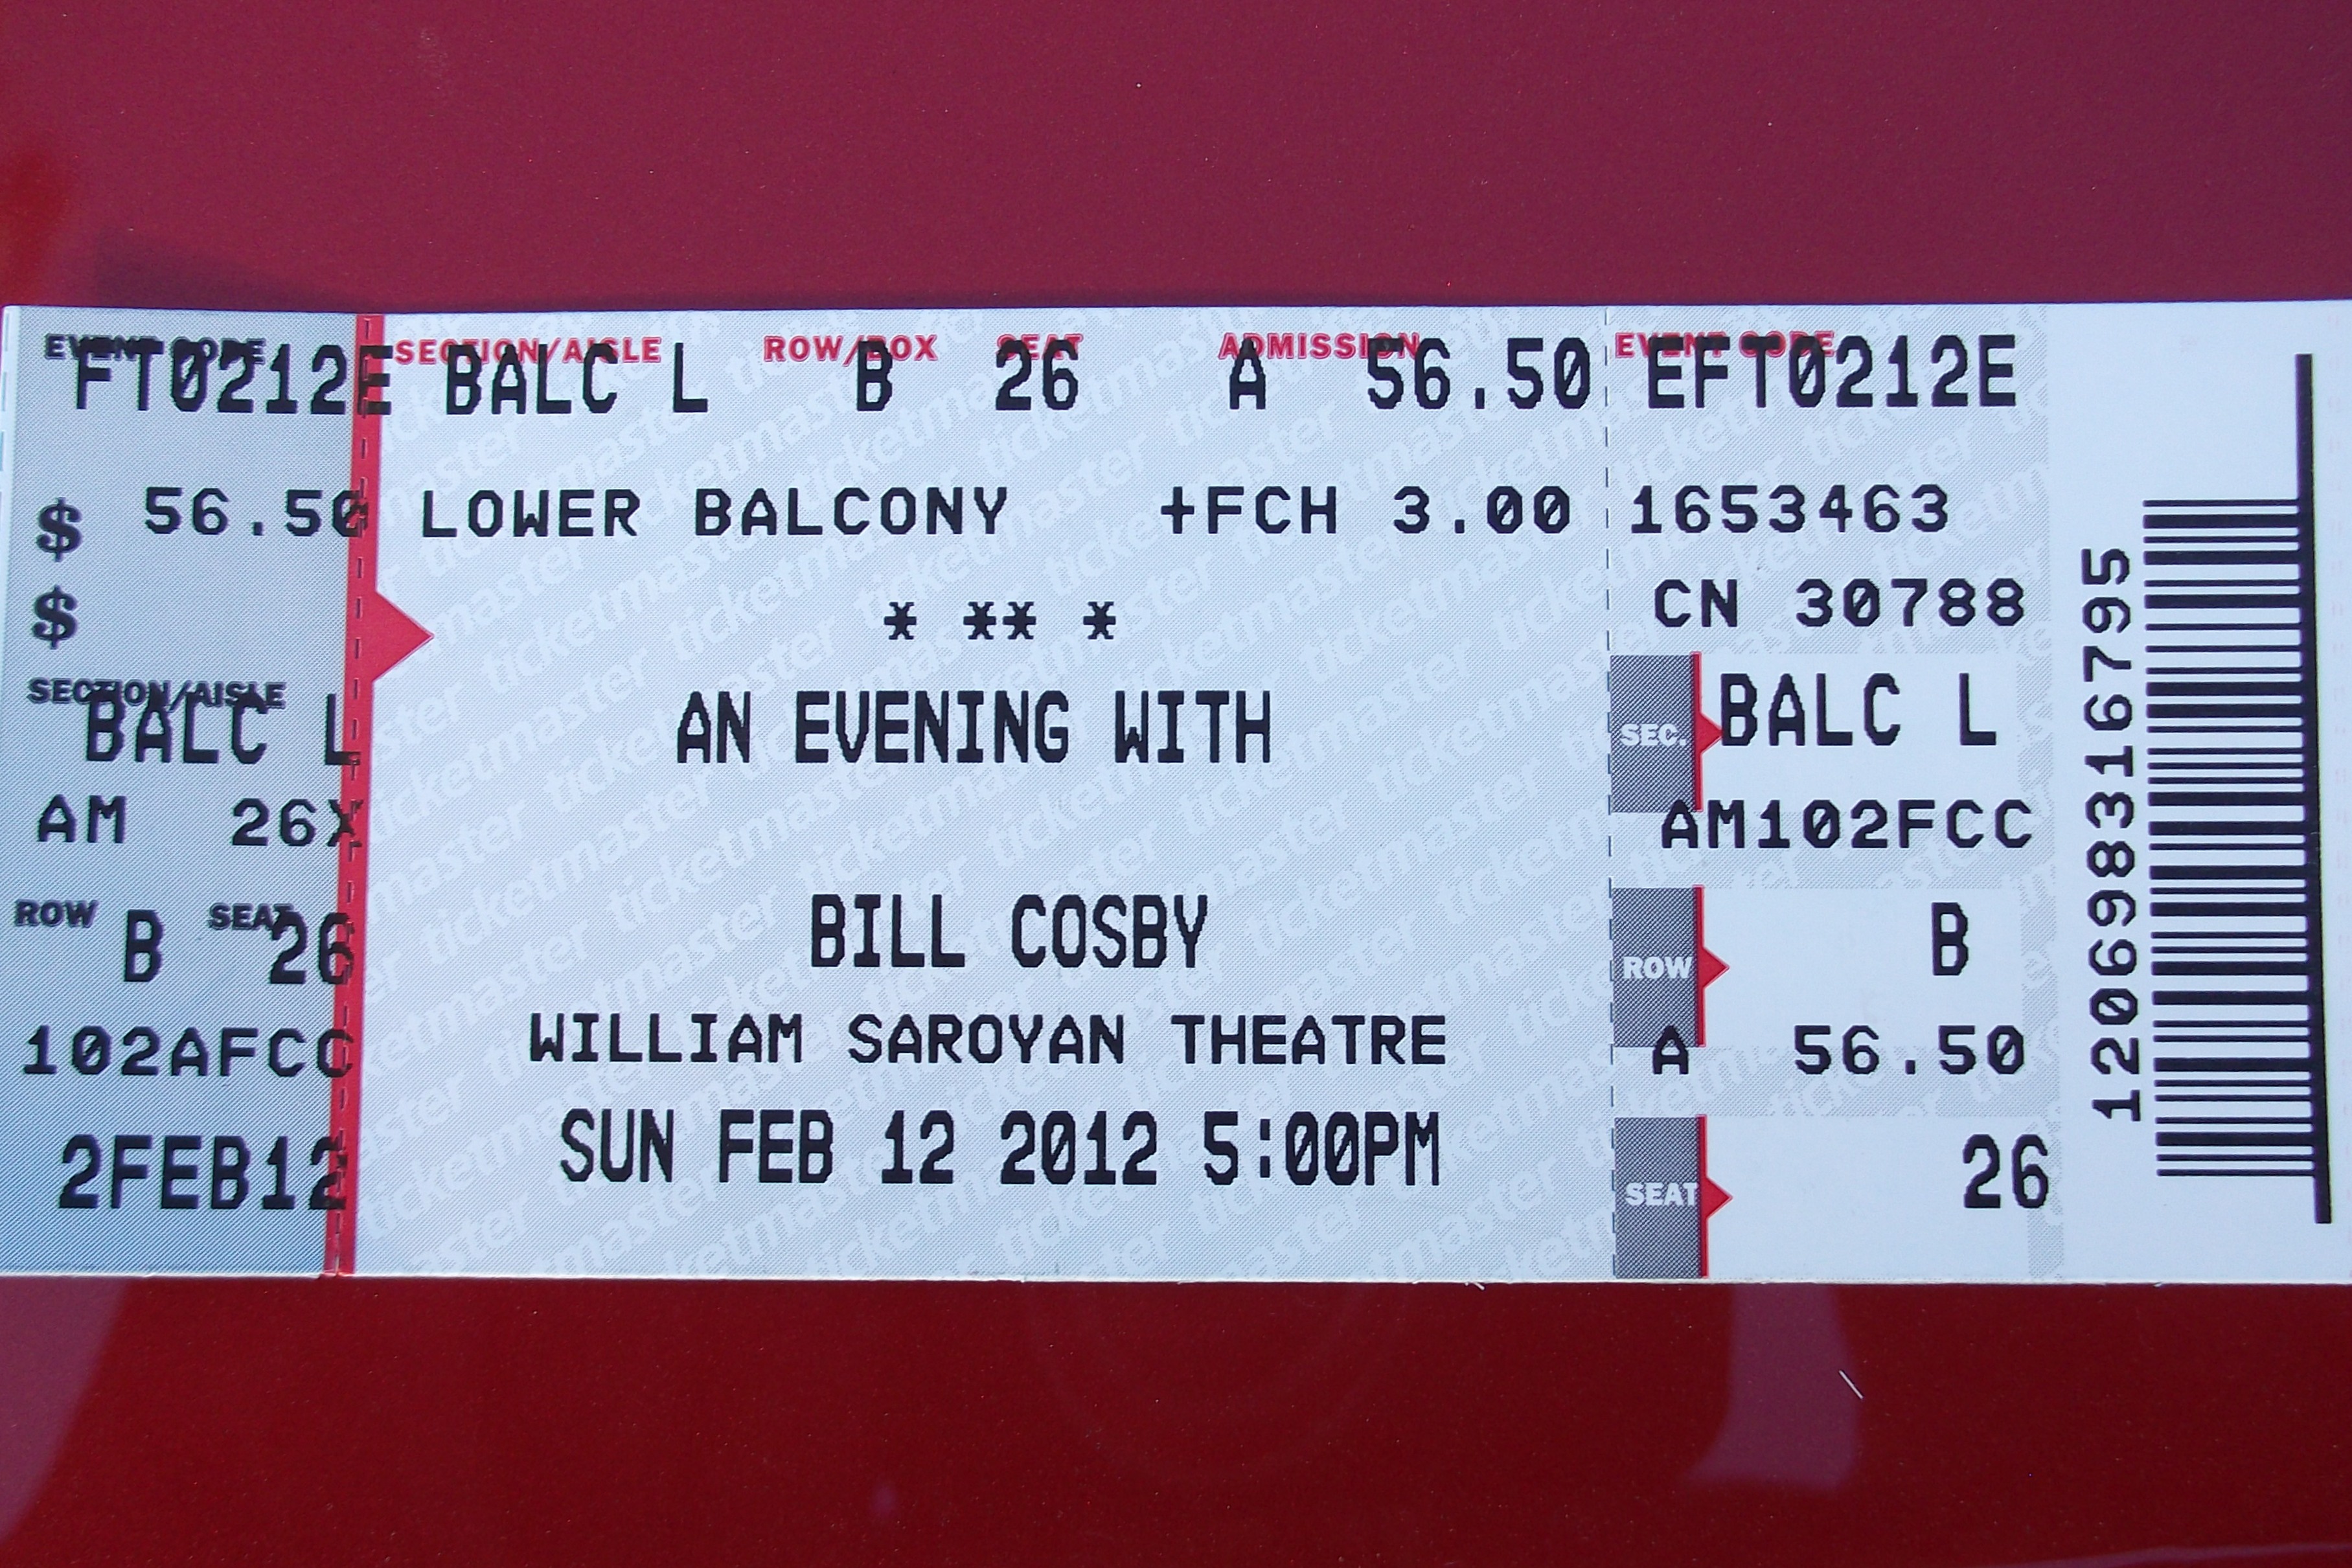 EVENT CODE
FT0212E
$ 56.50
$
SECTION/AISLE
BALC L
AM 26X
ROW B SEAT 26
102AFCC
2FEB12
SECTION/AISLE ROW/BOX SEAT ADMISSION
BALC L B 26 A 56.50
LOWER BALCONY +FCH 3.00
* ** *
AN EVENING WITH
BILL COSBY
WILLIAM SAROYAN THEATRE
SUN FEB 12 2012 5:00PM
EVENT CODE
EFT0212E
1653463
CN 30788
SEC. BALC L
AM102FCC
ROW B
A 56.50
SEAT 26
120698316795
ticketmaster